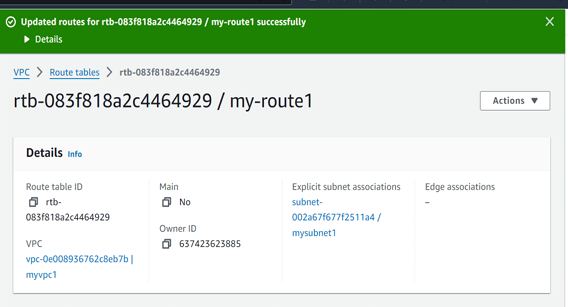 Updated routes for rtb-083f818a2c4464929 / my-route1 successfully
Details
VPC > Route tables > rtb-083f818a2c4464929
rtb-083f818a2c4464929 / my-route1
Actions
Details Info
Route table ID
rtb-
083f818a2c4464929
VPC
vpc-0e008936762c8eb7b |
myvpc1
Main
No
Owner ID
637423623885
Explicit subnet associations
subnet-
002a67f677f2511a4 /
mysubnet1
Edge associations
–